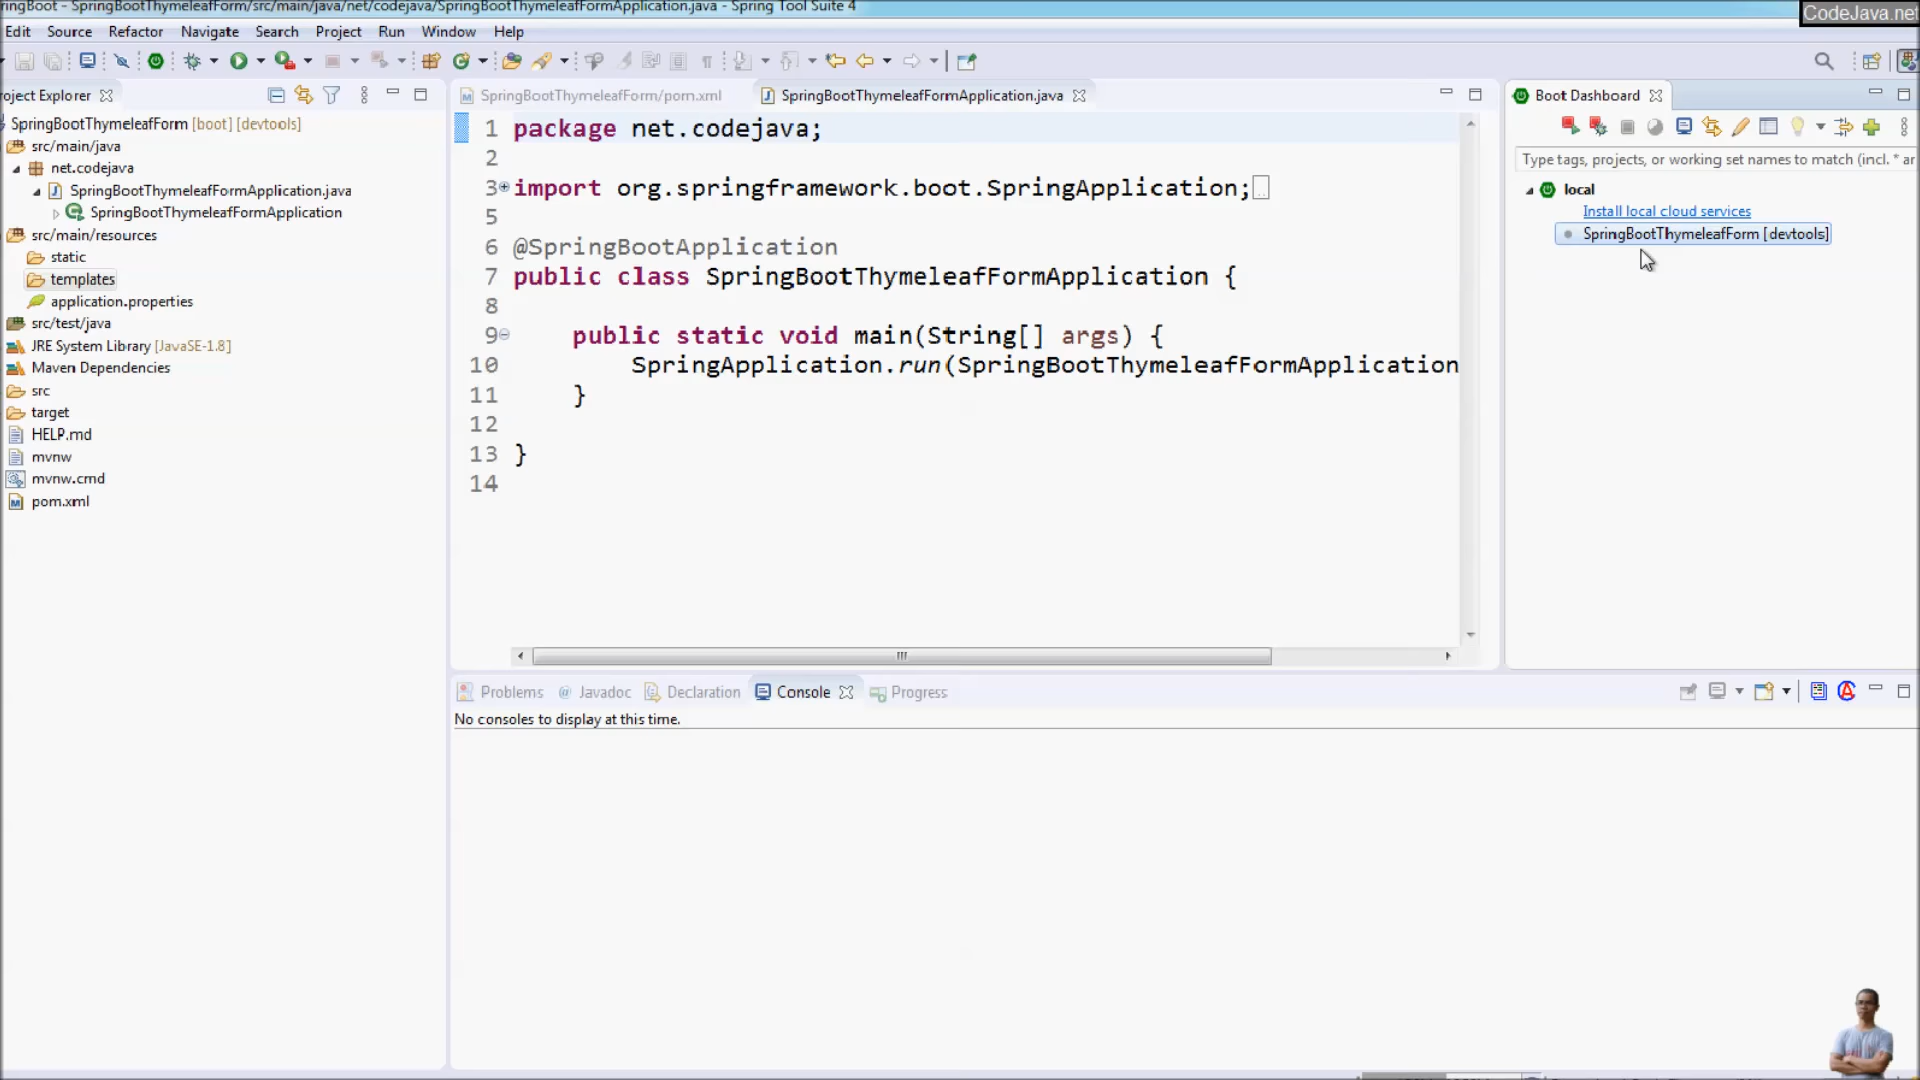 ringBoot - SpringBootThymeleafForm/src/main/java/net/codejava/SpringBootThymeleafFormApplication.java - Spring Tool Suite 4
CodeJava.net
Edit Source Refactor Navigate Search Project Run Window Help
oject Explorer
SpringBootThymeleafForm [boot] [devtools]
src/main/java
net.codejava
SpringBootThymeleafFormApplication.java
SpringBootThymeleafFormApplication
src/main/resources
static
templates
application.properties
src/test/java
JRE System Library [JavaSE-1.8]
Maven Dependencies
src
target
HELP.md
mvnw
mvnw.cmd
pom.xml
SpringBootThymeleafForm/pom.xml SpringBootThymeleafFormApplication.java
1 package net.codejava;
2
3 import org.springframework.boot.SpringApplication;
5
6 @SpringBootApplication
7 public class SpringBootThymeleafFormApplication {
8
9 public static void main(String[] args) {
10 SpringApplication.run(SpringBootThymeleafFormApplication
11 }
12
13 }
14
Boot Dashboard
Type tags, projects, or working set names to match (incl. * ar
local
Install local cloud services
SpringBootThymeleafForm [devtools]
Problems @ Javadoc Declaration Console Progress
No consoles to display at this time.